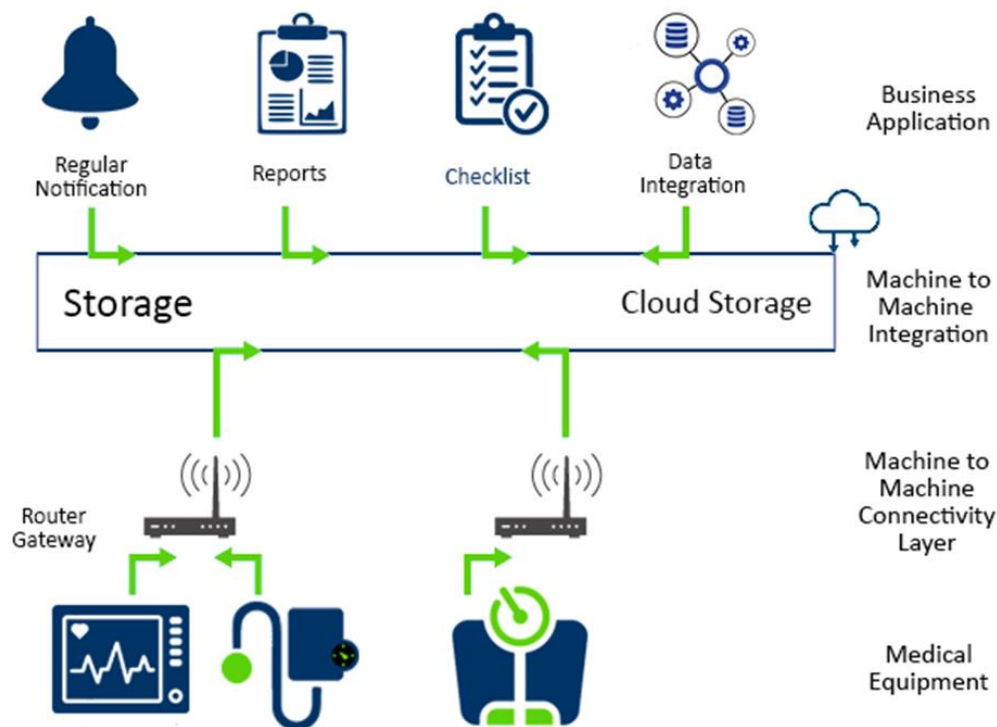 Business
Application
Regular
Notification
Reports
Checklist
Data
Integration
Storage
Cloud Storage
Machine to
Machine
Integration
Router
Gateway
Machine to
Machine
Connectivity
Layer
Medical
Equipment